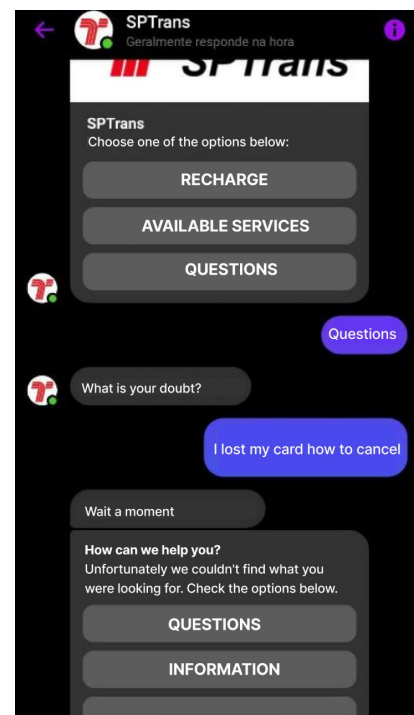 SPTrans
Geralmente responde na hora
SPTrans
SPTrans
Choose one of the options below:
RECHARGE
AVAILABLE SERVICES
QUESTIONS
Questions
What is your doubt?
I lost my card how to cancel
Wait a moment
How can we help you?
Unfortunately we couldn't find what you
were looking for. Check the options below.
QUESTIONS
INFORMATION